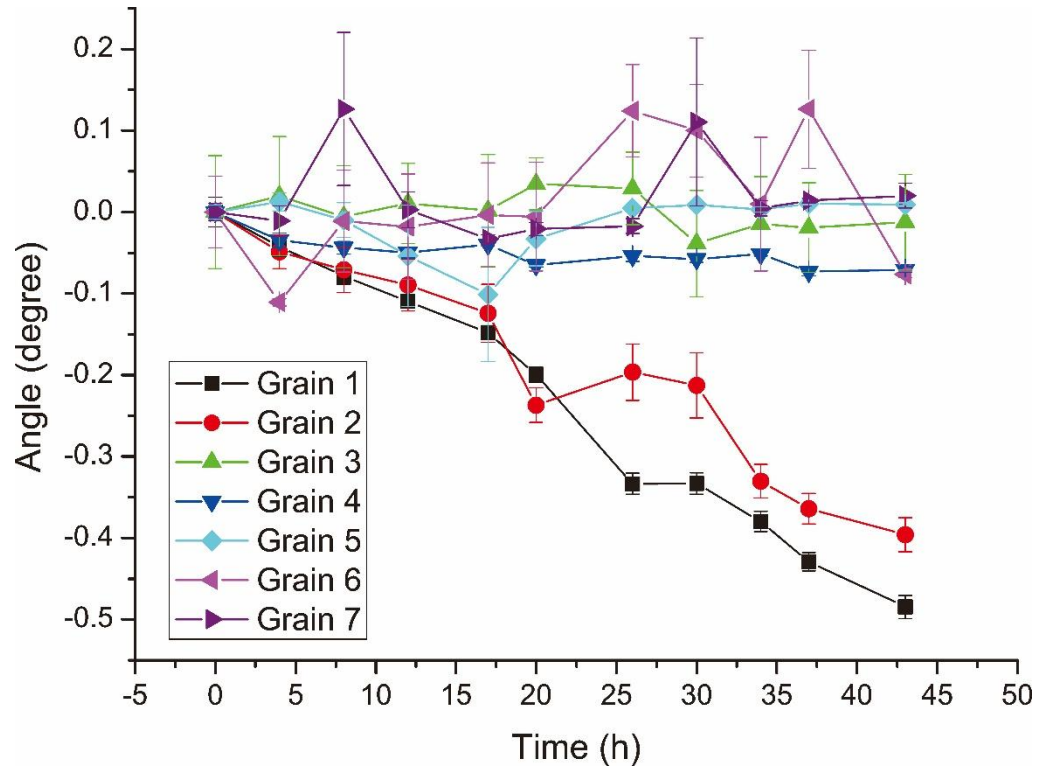 0.2
0.1
0.0
-0.1
-0.2
-0.3
-0.4
-0.5
Angle (degree)
Grain 1
Grain 2
Grain 3
Grain 4
Grain 5
Grain 6
Grain 7
-5 0 5 10 15 20 25 30 35 40 45 50
Time (h)